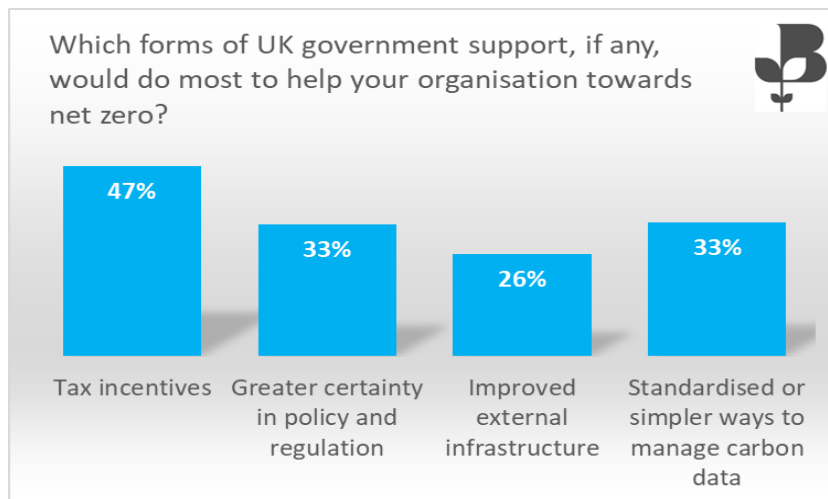 Which forms of UK government support, if any,
would do most to help your organisation towards
net zero?
47%
33%
26%
33%
Tax incentives
Greater certainty
in policy and
regulation
Improved
external
infrastructure
Standardised or
simpler ways to
manage carbon
data